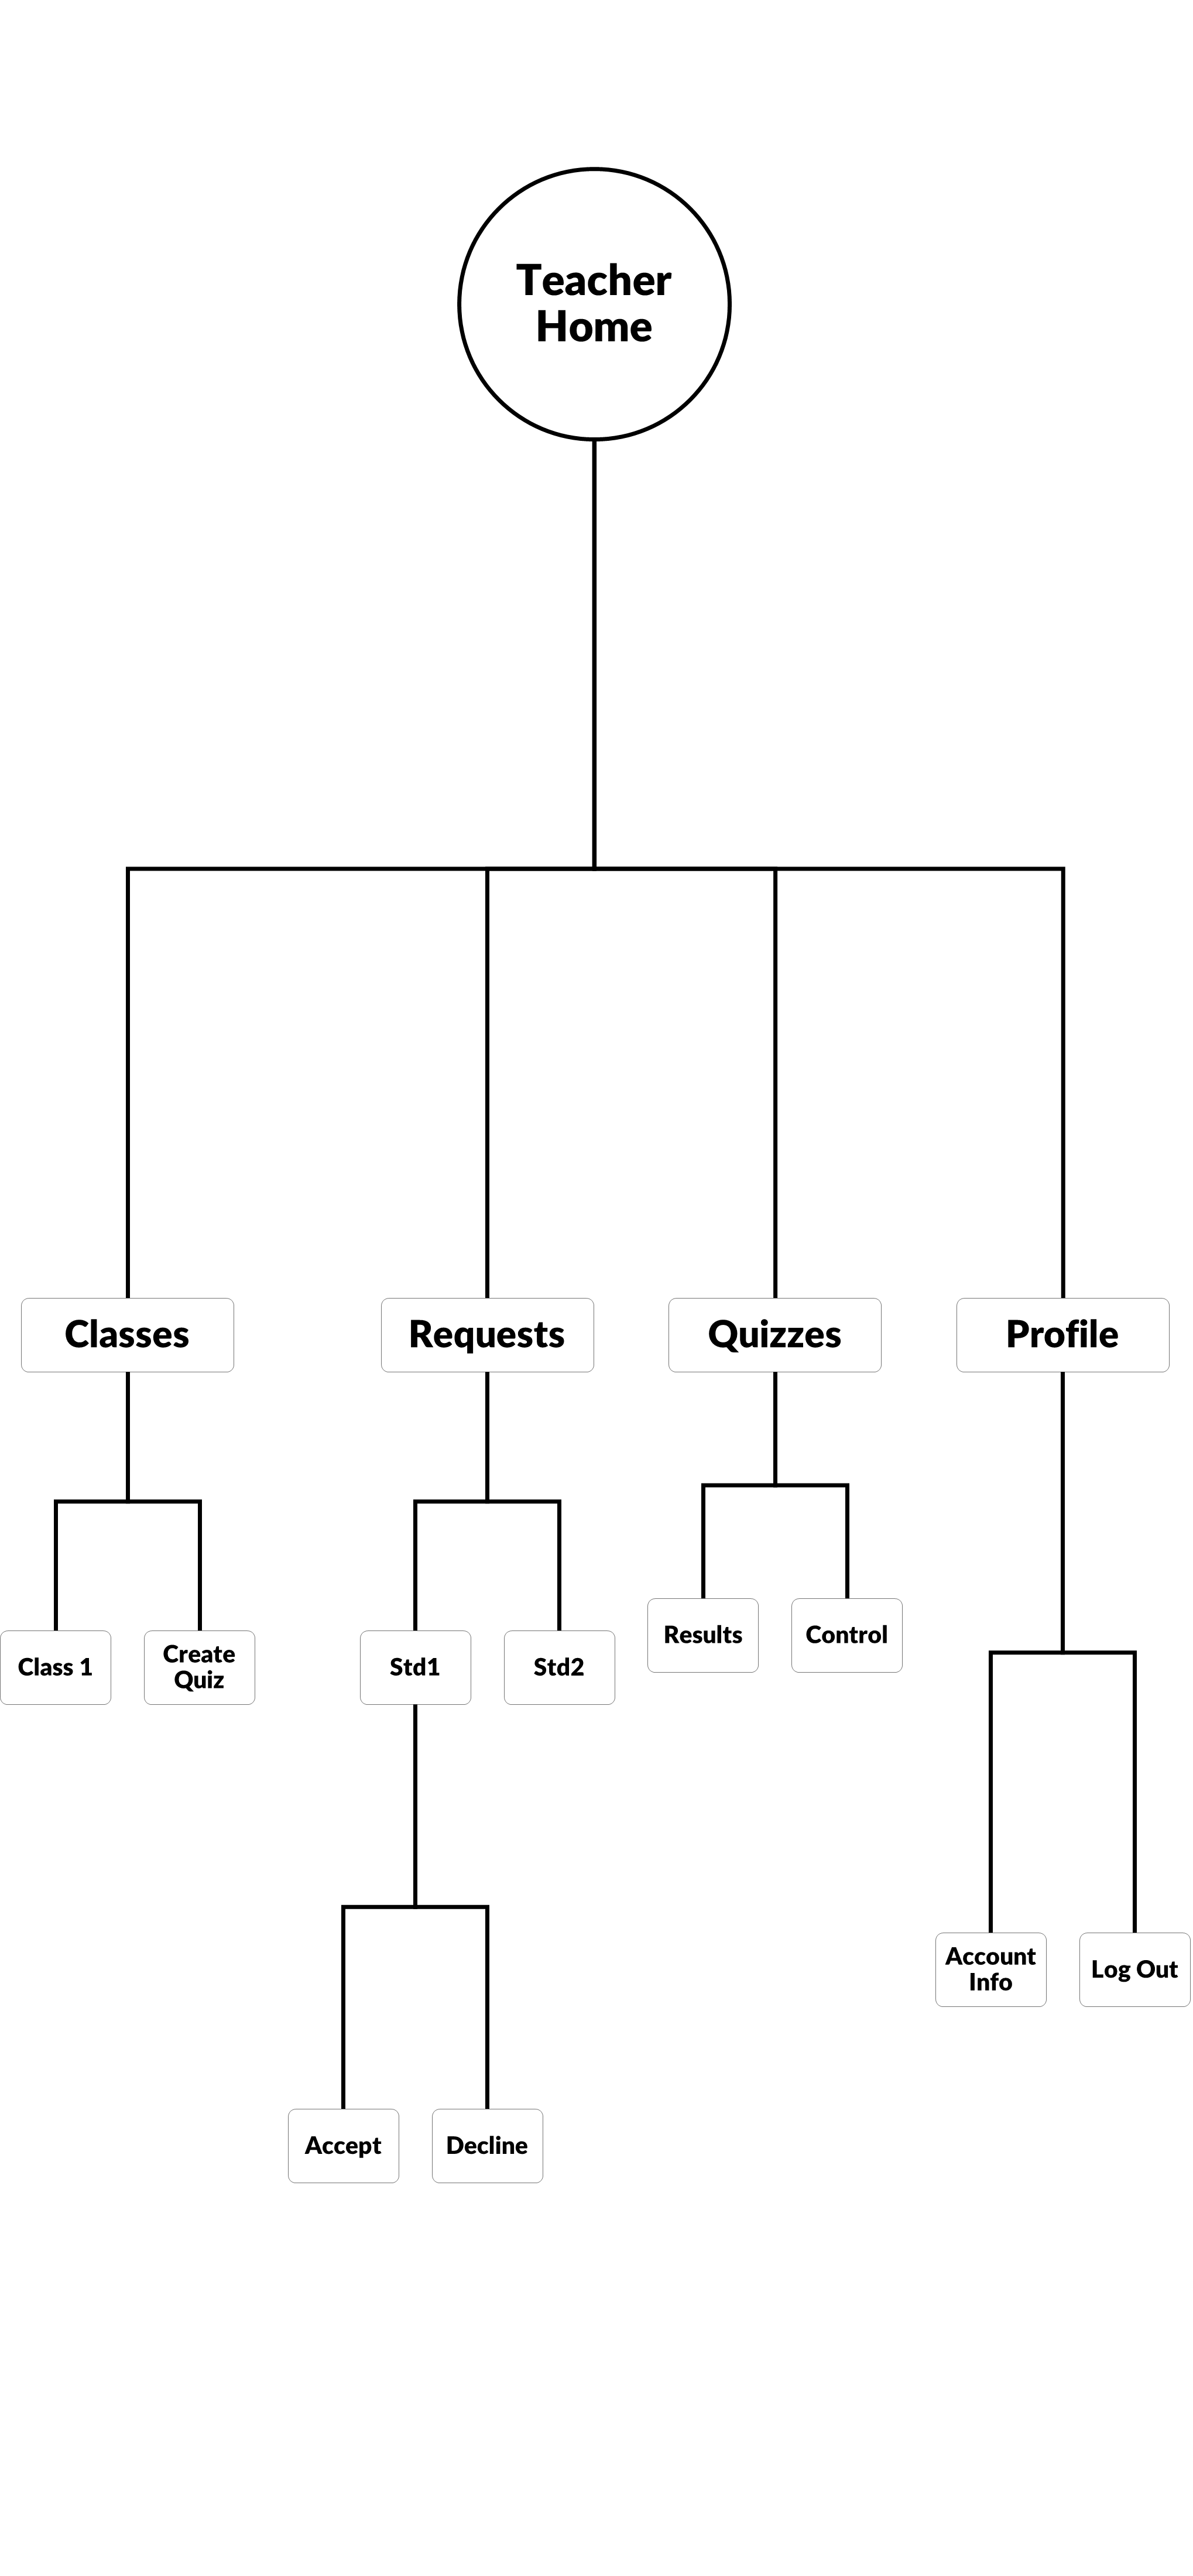 Teacher
Home
Classes
Requests
Quizzes
Profile
Class 1
Create
Quiz
Std1
Std2
Results
Control
Account
Info
Log Out
Accept
Decline